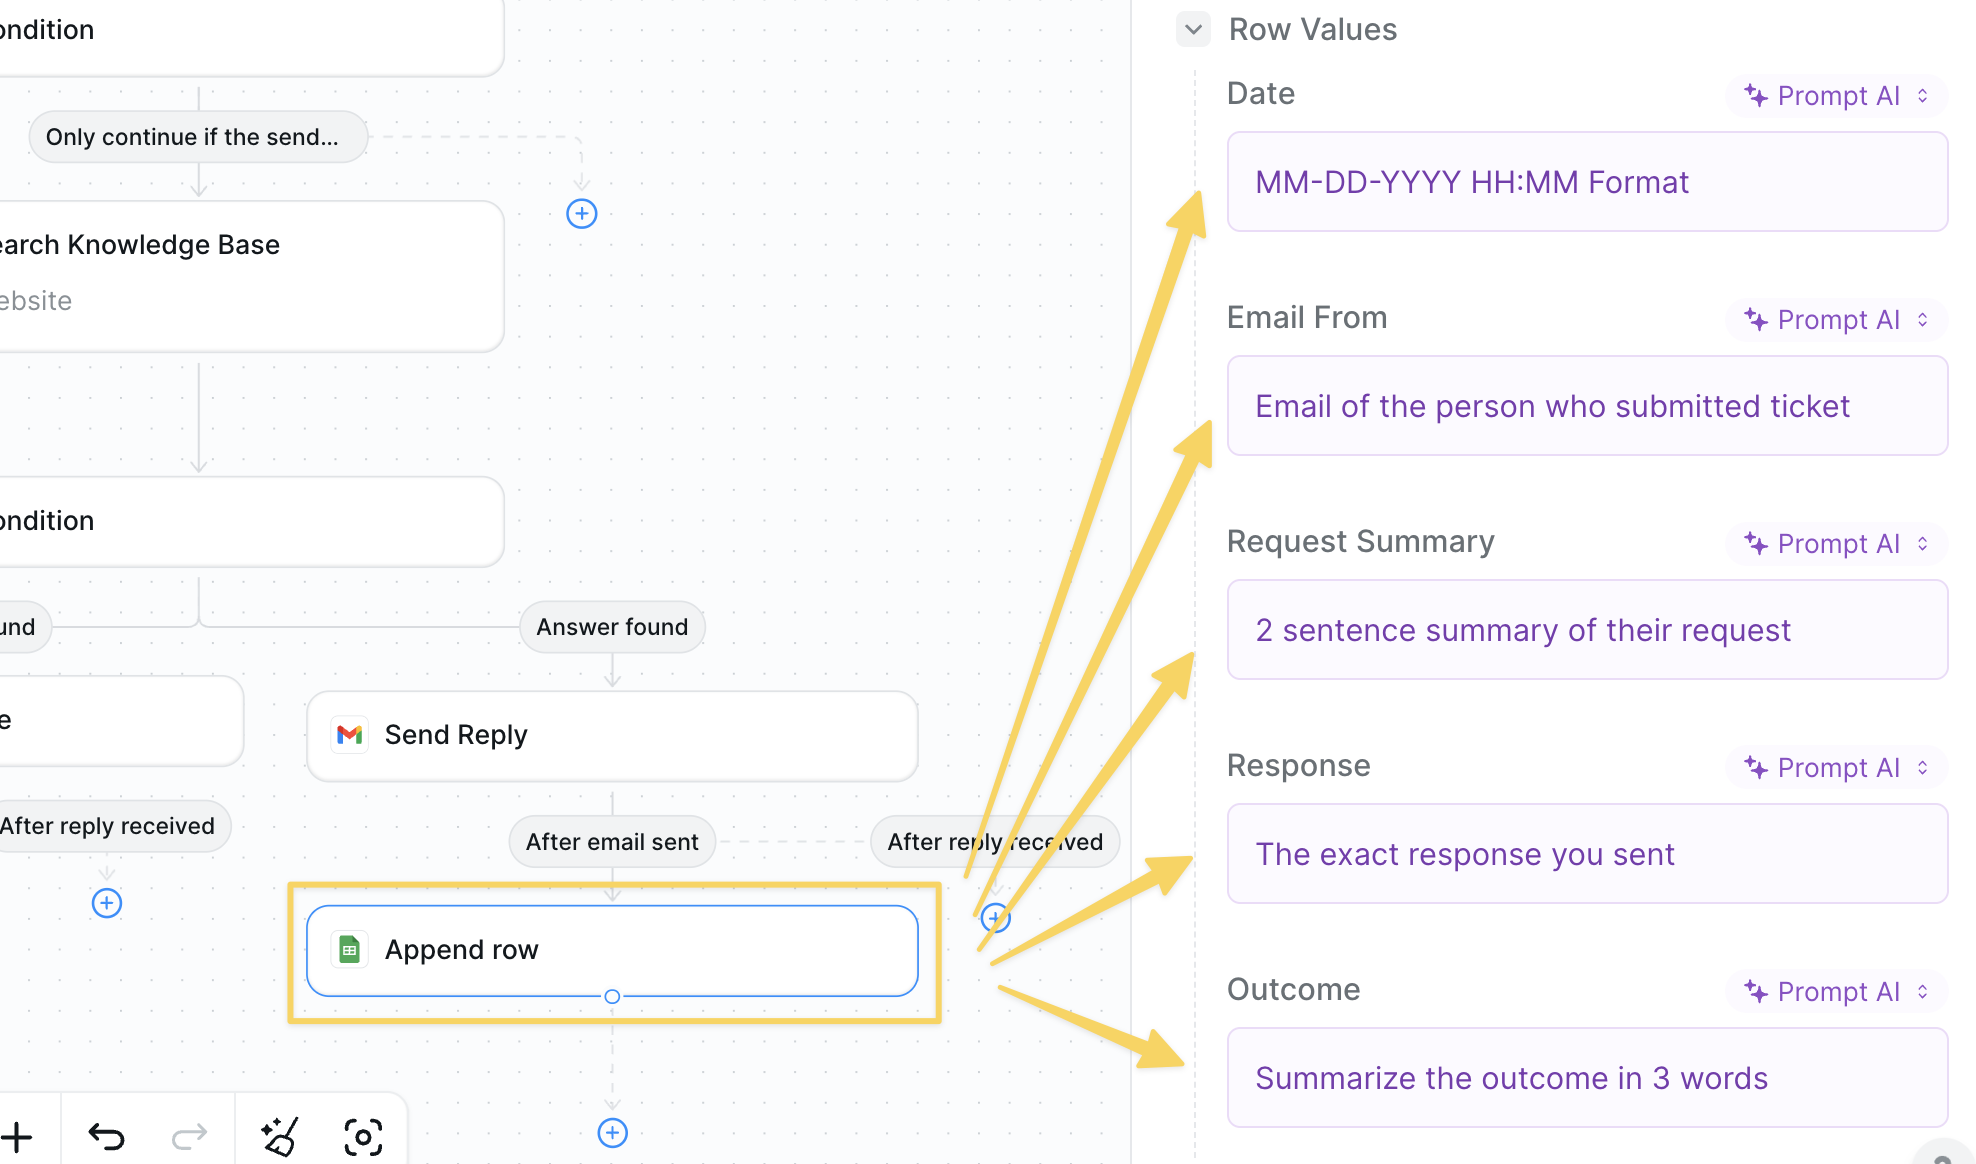 ondition
Only continue if the send...
earch Knowledge Base
ebsite
ondition
und
Answer found
e
Send Reply
After reply received
After email sent
After reply received
Append row
Row Values
Date
Prompt AI
MM-DD-YYYY HH:MM Format
Email From
Prompt AI
Email of the person who submitted ticket
Request Summary
Prompt AI
2 sentence summary of their request
Response
Prompt AI
The exact response you sent
Outcome
Prompt AI
Summarize the outcome in 3 words